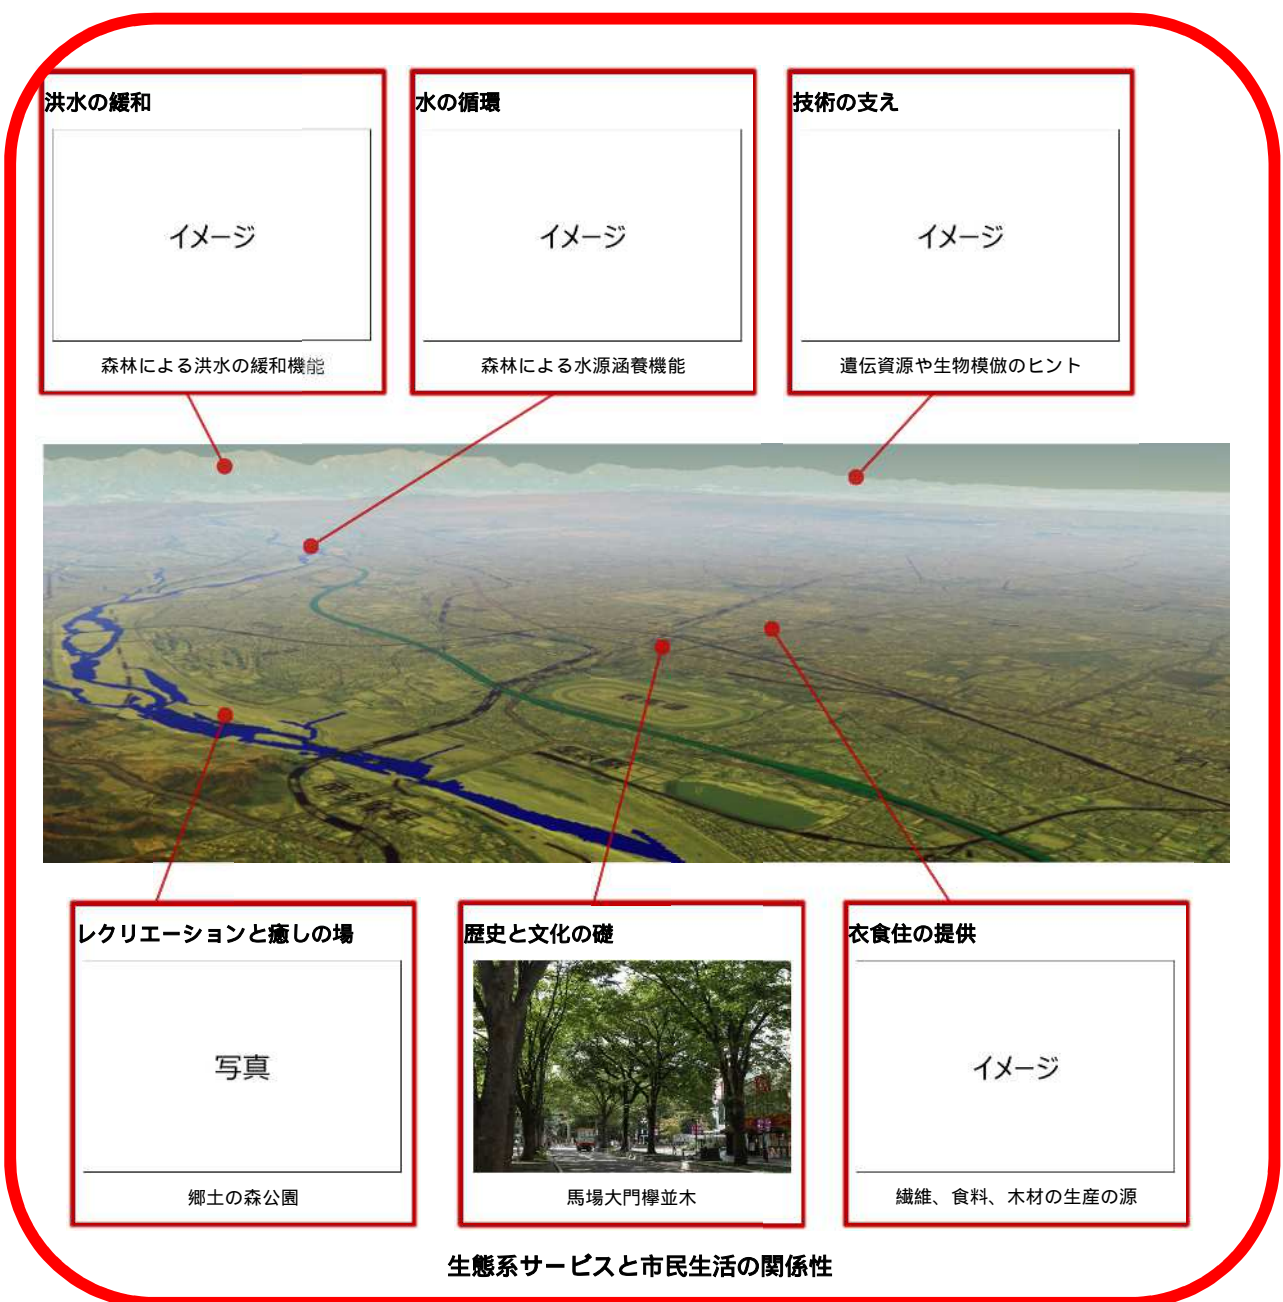 洪水の緩和
水の循環
技術の支え
イメージ
イメージ
イメージ
森林による洪水の緩和機能
森林による水源涵養機能
遺伝資源や生物模倣のヒント
レクリエーションと癒しの場
歴史と文化の礎
衣食住の提供
写真
イメージ
郷土の森公園
馬場大門欅並木
繊維、食料、木材の生産の源
生態系サービスと市民生活の関係性